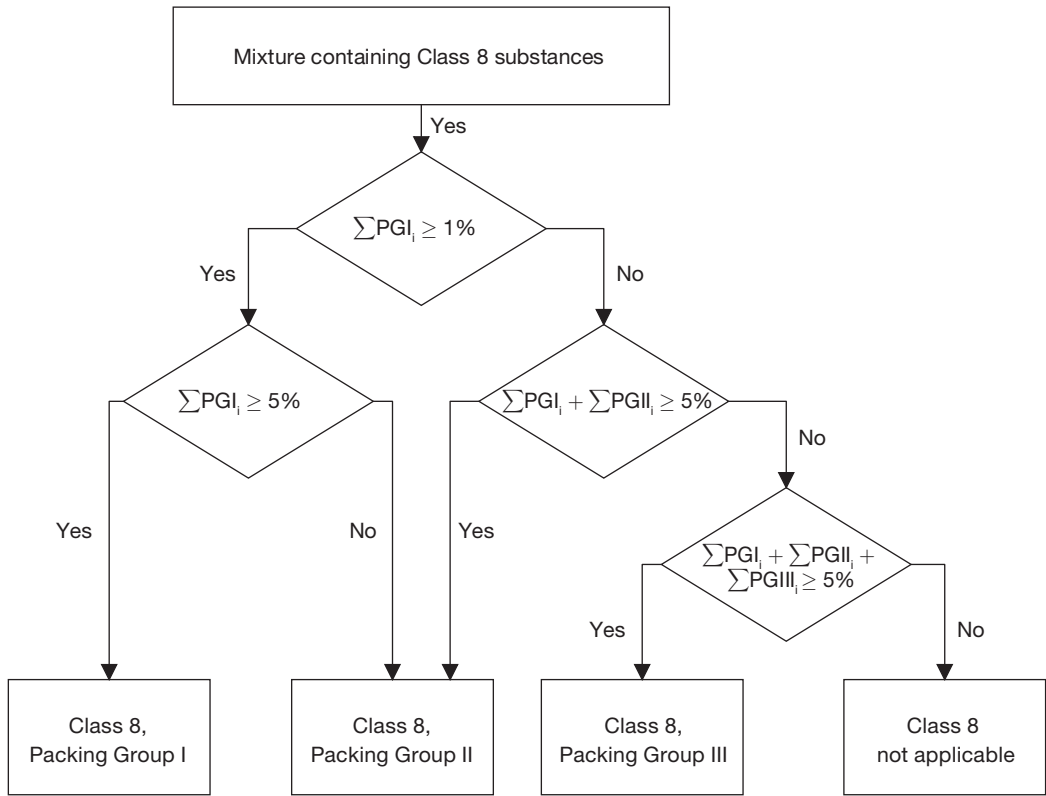 Mixture containing Class 8 substances
Yes
∑PGIᵢ ≥ 1%
Yes
No
∑PGIᵢ ≥ 5%
∑PGIᵢ + ∑PGIIᵢ ≥ 5%
No
Yes
No
Yes
∑PGIᵢ + ∑PGIIᵢ +
∑PGIIIᵢ ≥ 5%
Yes
No
Class 8,
Packing Group I
Class 8,
Packing Group II
Class 8,
Packing Group III
Class 8
not applicable